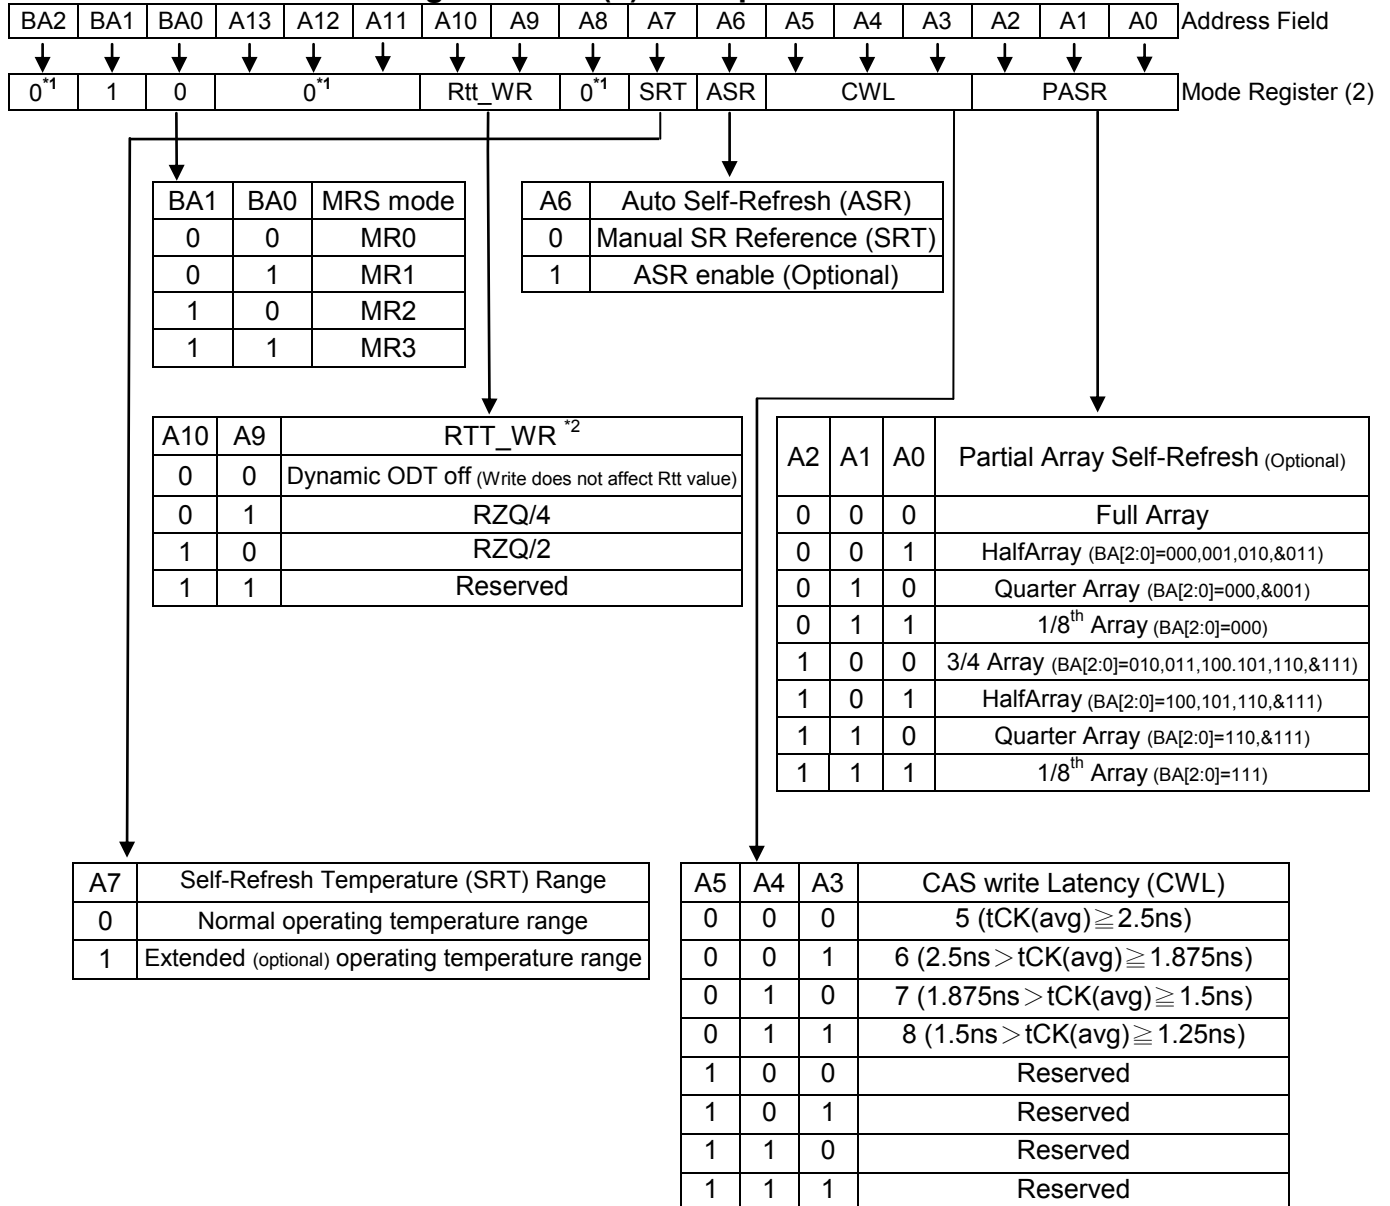 BA2 BA1 BA0 A13 A12 A11 A10 A9 A8 A7 A6 A5 A4 A3 A2 A1 A0 Address Field
0*1 1 0 0*1 Rtt_WR 0*1 SRT ASR CWL PASR Mode Register (2)
BA1 BA0 MRS mode
0 0 MR0
0 1 MR1
1 0 MR2
1 1 MR3
A6 Auto Self-Refresh (ASR)
0 Manual SR Reference (SRT)
1 ASR enable (Optional)
A10 A9 RTT_WR *2
0 0 Dynamic ODT off (Write does not affect Rtt value)
0 1 RZQ/4
1 0 RZQ/2
1 1 Reserved
A2 A1 A0 Partial Array Self-Refresh (Optional)
0 0 0 Full Array
0 0 1 HalfArray (BA[2:0]=000,001,010,&011)
0 1 0 Quarter Array (BA[2:0]=000,&001)
0 1 1 1/8th Array (BA[2:0]=000)
1 0 0 3/4 Array (BA[2:0]=010,011,100.101,110,&111)
1 0 1 HalfArray (BA[2:0]=100,101,110,&111)
1 1 0 Quarter Array (BA[2:0]=110,&111)
1 1 1 1/8th Array (BA[2:0]=111)
A7 Self-Refresh Temperature (SRT) Range
0 Normal operating temperature range
1 Extended (optional) operating temperature range
A5 A4 A3 CAS write Latency (CWL)
0 0 0 5 (tCK(avg)≧2.5ns)
0 0 1 6 (2.5ns>tCK(avg)≧1.875ns)
0 1 0 7 (1.875ns>tCK(avg)≧1.5ns)
0 1 1 8 (1.5ns>tCK(avg)≧1.25ns)
1 0 0 Reserved
1 0 1 Reserved
1 1 0 Reserved
1 1 1 Reserved